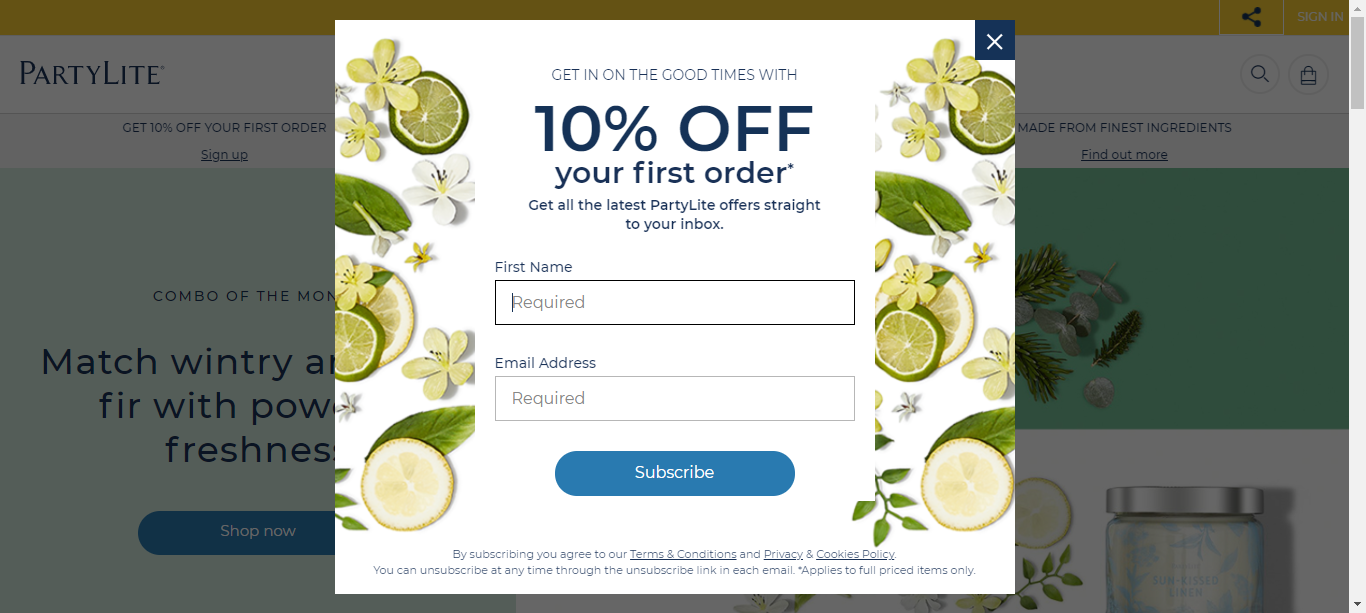 SIGN IN
PARTYLITE
GET 10% OFF YOUR FIRST ORDER
Sign up
MADE FROM FINEST INGREDIENTS
Find out more
COMBO OF THE MON
Match wintry
fir with pow
freshness
Shop now
GET IN ON THE GOOD TIMES WITH
10% OFF
your first order*
Get all the latest PartyLite offers straight
to your inbox.
First Name
Required
Email Address
Required
Subscribe
By subscribing you agree to our Terms & Conditions and Privacy & Cookies Policy.
You can unsubscribe at any time through the unsubscribe link in each email. *Applies to full priced items only.
SUN-KISSED
LINEN